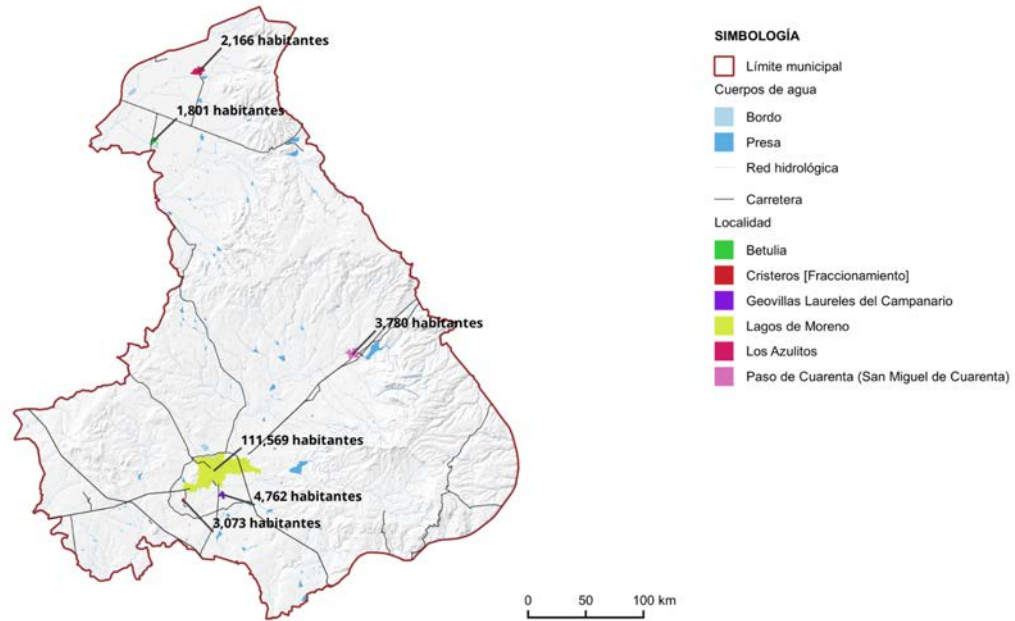 2,166 habitantes
1,801 habitantes
3,780 habitantes
111,569 habitantes
4,762 habitantes
3,073 habitantes
SIMBOLOGÍA
Límite municipal
Cuerpos de agua
Bordo
Presa
Red hidrológica
Carretera
Localidad
Betulia
Cristeros [Fraccionamiento]
Geovillas Laureles del Campanario
Lagos de Moreno
Los Azulitos
Paso de Cuarenta (San Miguel de Cuarenta)
0 50 100 km